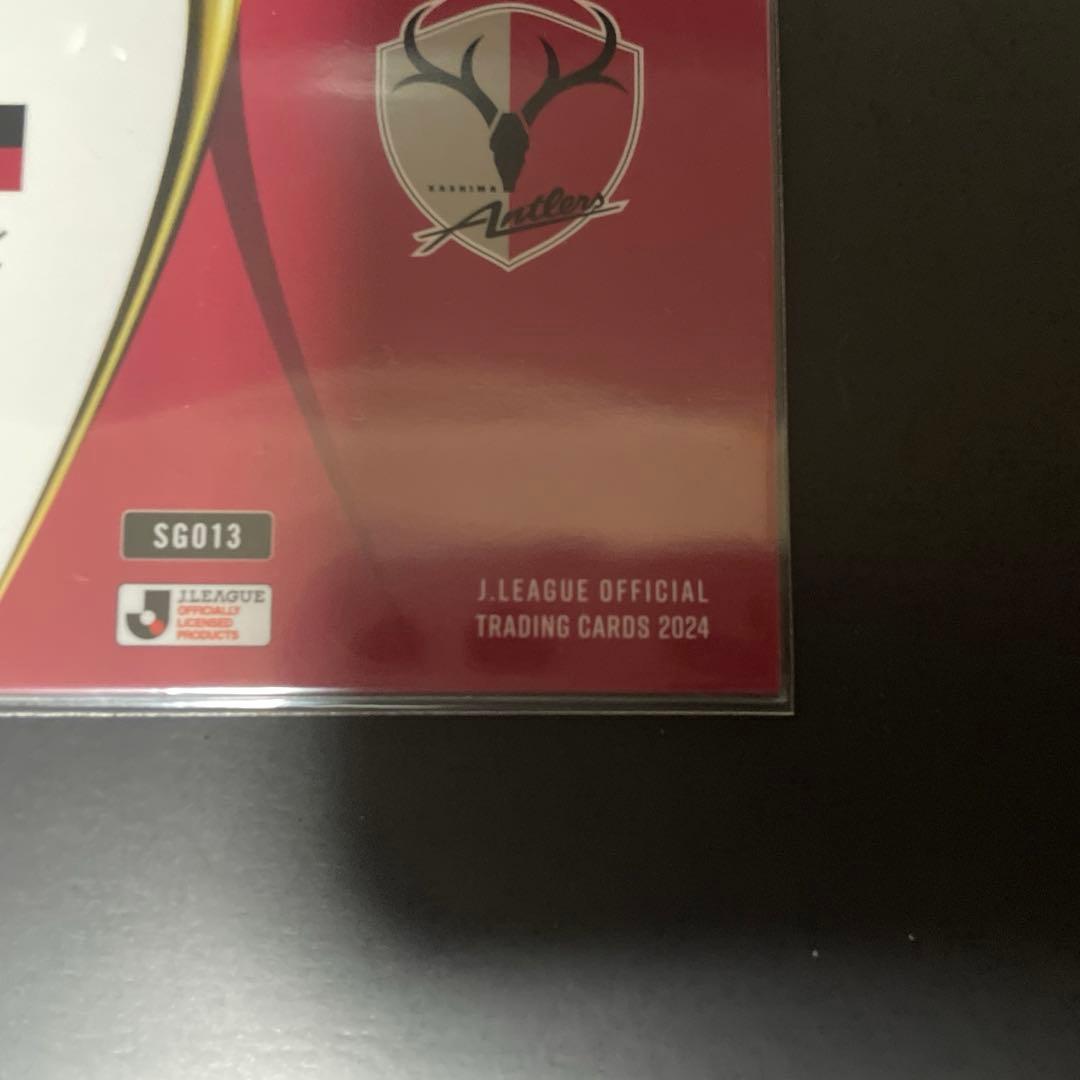 KASHIMA
Antlers
SG013
J.LEAGUE
OFFICIALLY
LICENSED
PRODUCTS
J.LEAGUE OFFICIAL
TRADING CARDS 2024